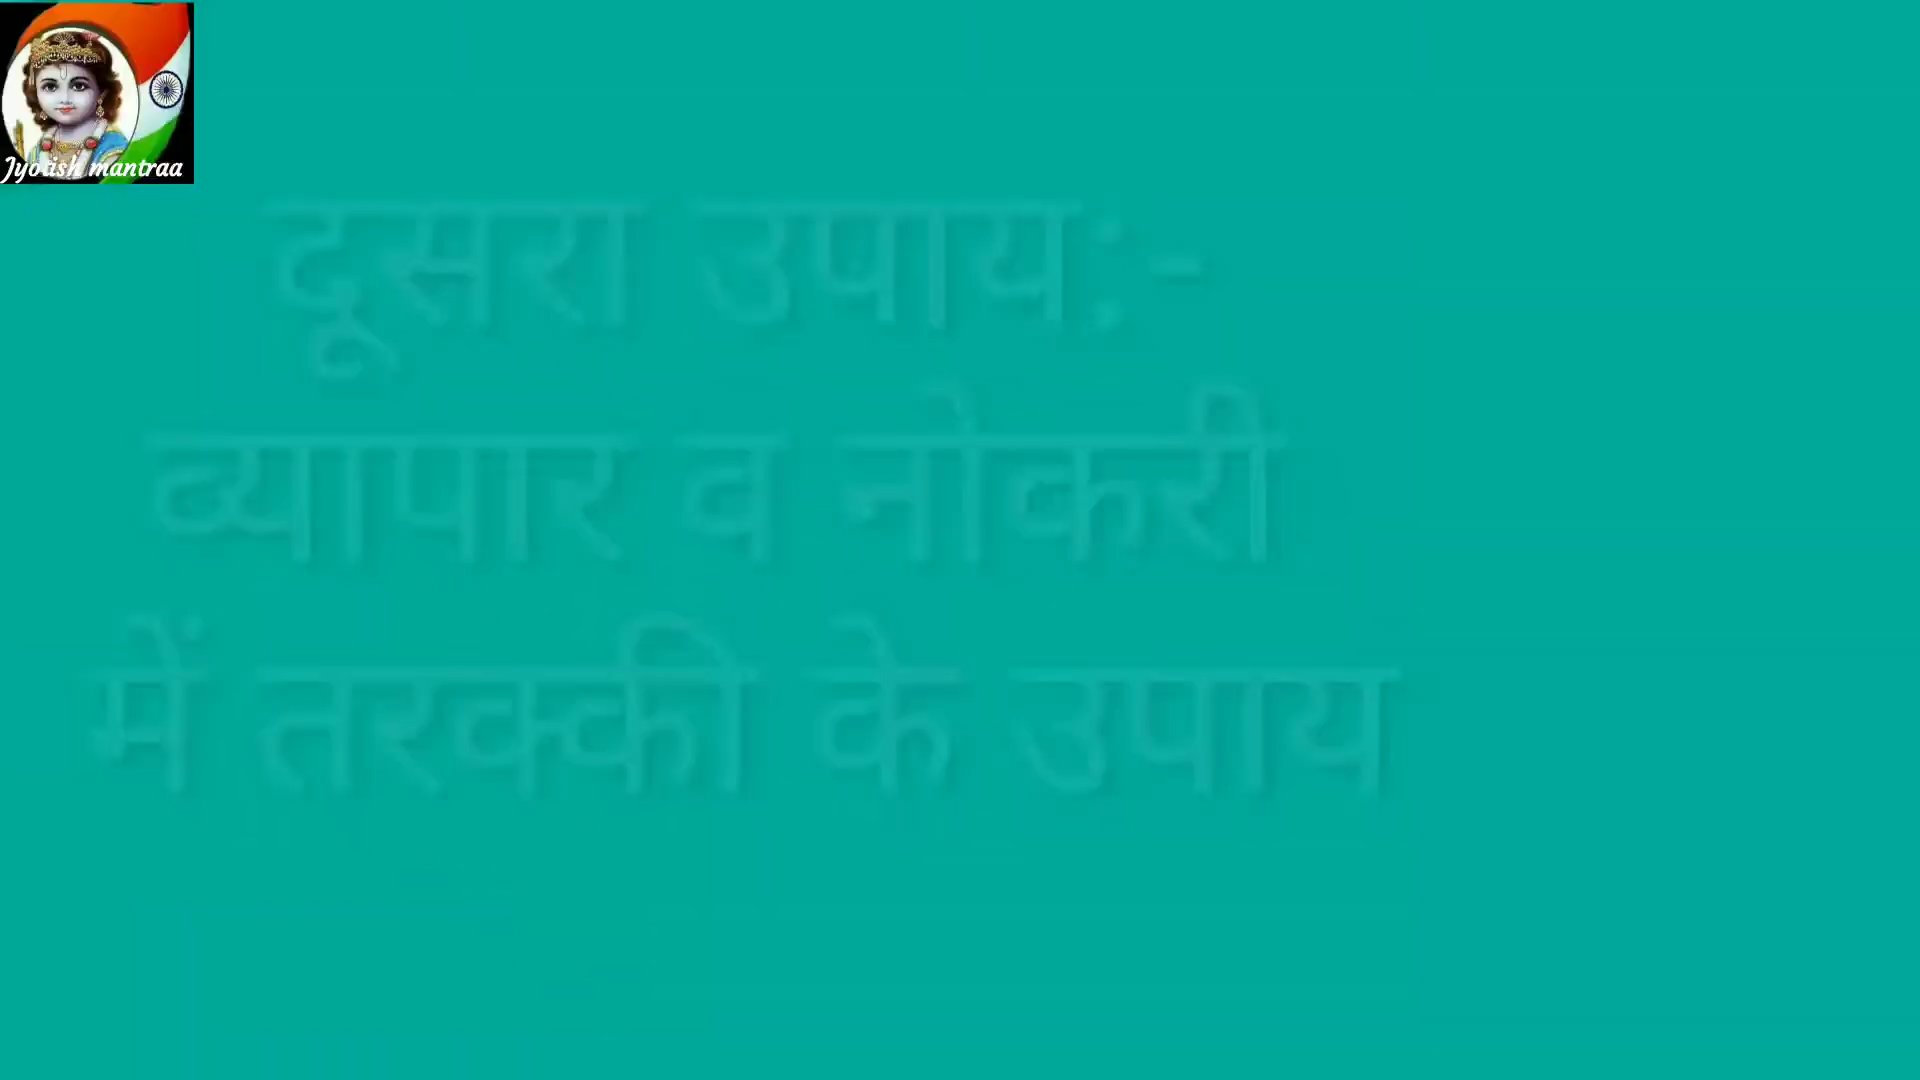 Jyotish mantraa
दूसरा उपाय:-
व्यापार व नोकरी
में तरक्की के उपाय